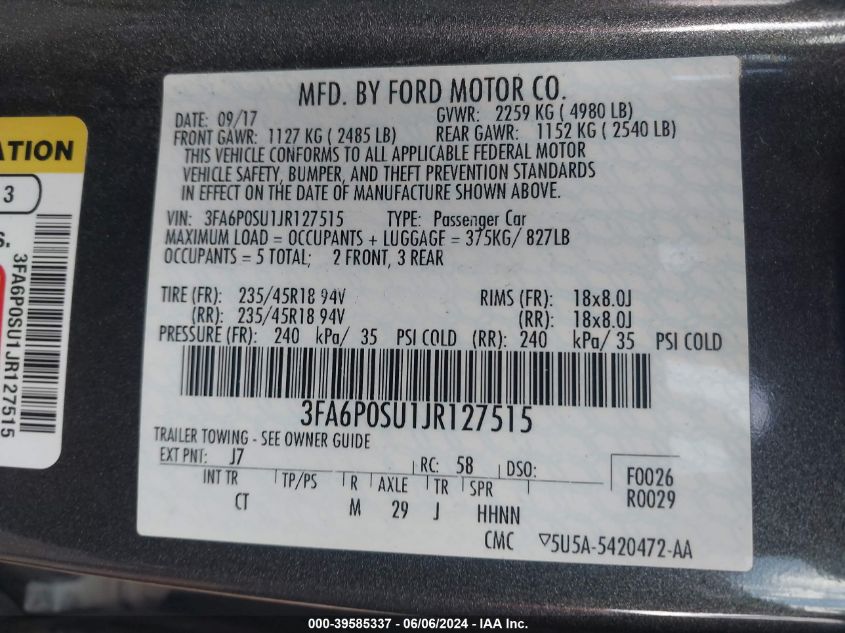 MFD. BY FORD MOTOR CO.
DATE: 09/17 GVWR: 2259 KG ( 4980 LB)
FRONT GAWR: 1127 KG ( 2485 LB) REAR GAWR: 1152 KG ( 2540 LB)
THIS VEHICLE CONFORMS TO ALL APPLICABLE FEDERAL MOTOR
VEHICLE SAFETY, BUMPER, AND THEFT PREVENTION STANDARDS
IN EFFECT ON THE DATE OF MANUFACTURE SHOWN ABOVE.
VIN: 3FA6P0SU1JR127515 TYPE: Passenger Car
MAXIMUM LOAD = OCCUPANTS + LUGGAGE = 375KG/ 827LB
OCCUPANTS = 5 TOTAL; 2 FRONT, 3 REAR
TIRE (FR): 235/45R18 94V RIMS (FR): 18x8.0J
(RR): 235/45R18 94V (RR): 18x8.0J
PRESSURE (FR): 240 kPa/ 35 PSI COLD (RR): 240 kPa/ 35 PSI COLD
3FA6P0SU1JR127515
TRAILER TOWING - SEE OWNER GUIDE
EXT PNT: J7 RC: 58 DSO: F0026
INT TR TP/PS R AXLE TR SPR R0029
CT M 29 J HHNN
CMC ▽5U5A-5420472-AA
ATION
3
S.
3FA6P0SU1JR127515
000-39585337 - 06/06/2024 - IAA Inc.